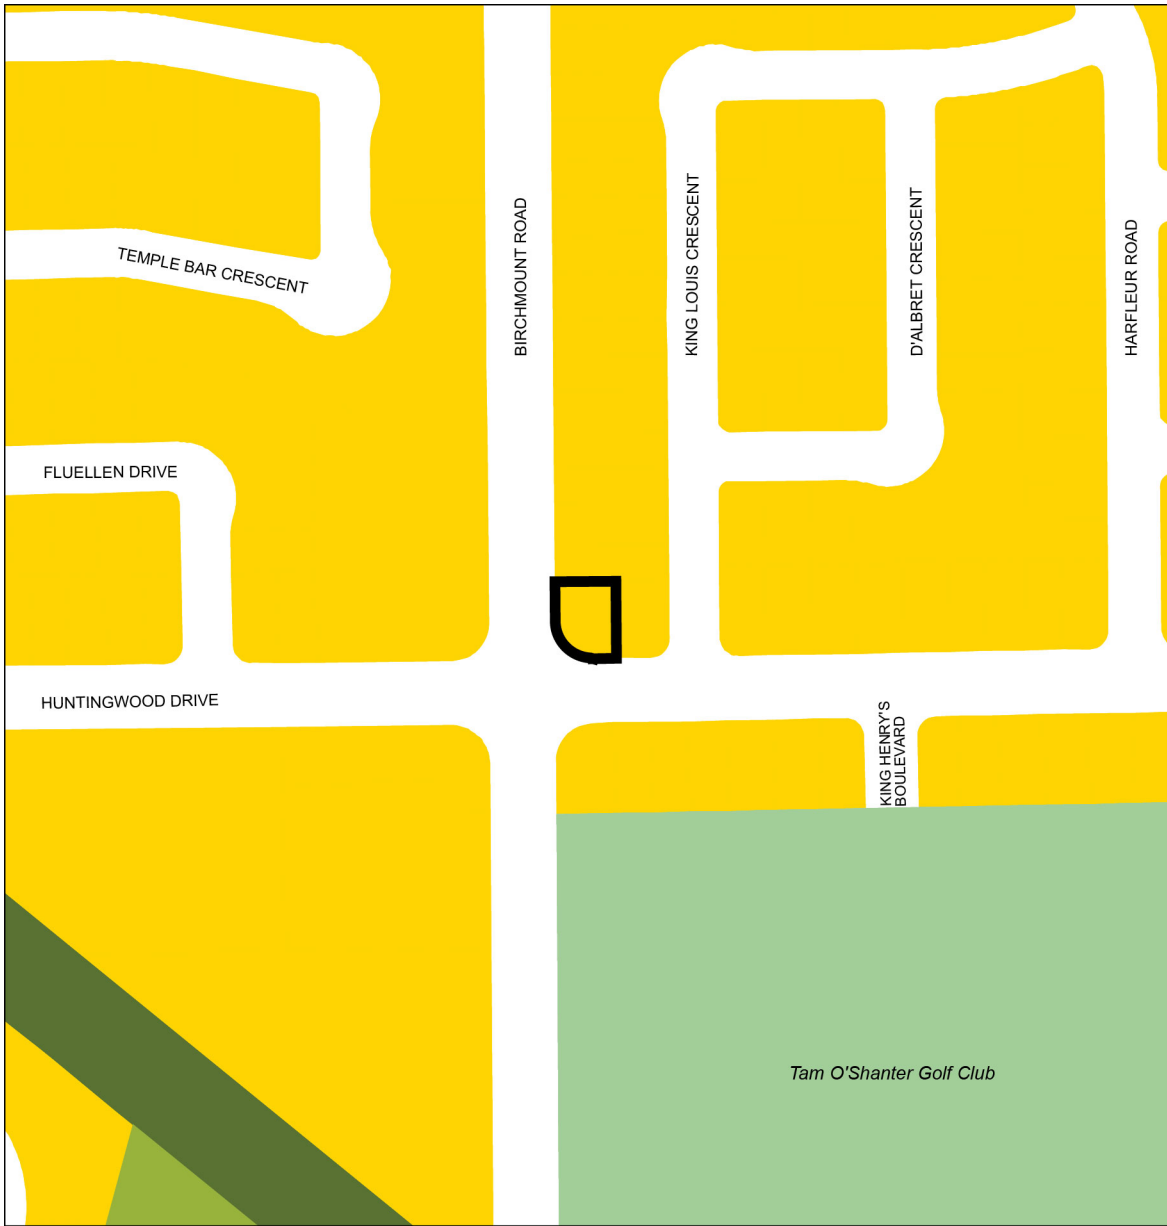 TEMPLE BAR CRESCENT
BIRCHMOUNT ROAD
KING LOUIS CRESCENT
D'ALBRET CRESCENT
HARFLEUR ROAD
FLUELLEN DRIVE
HUNTINGWOOD DRIVE
KING HENRY'S
BOULEVARD
Tam O'Shanter Golf Club